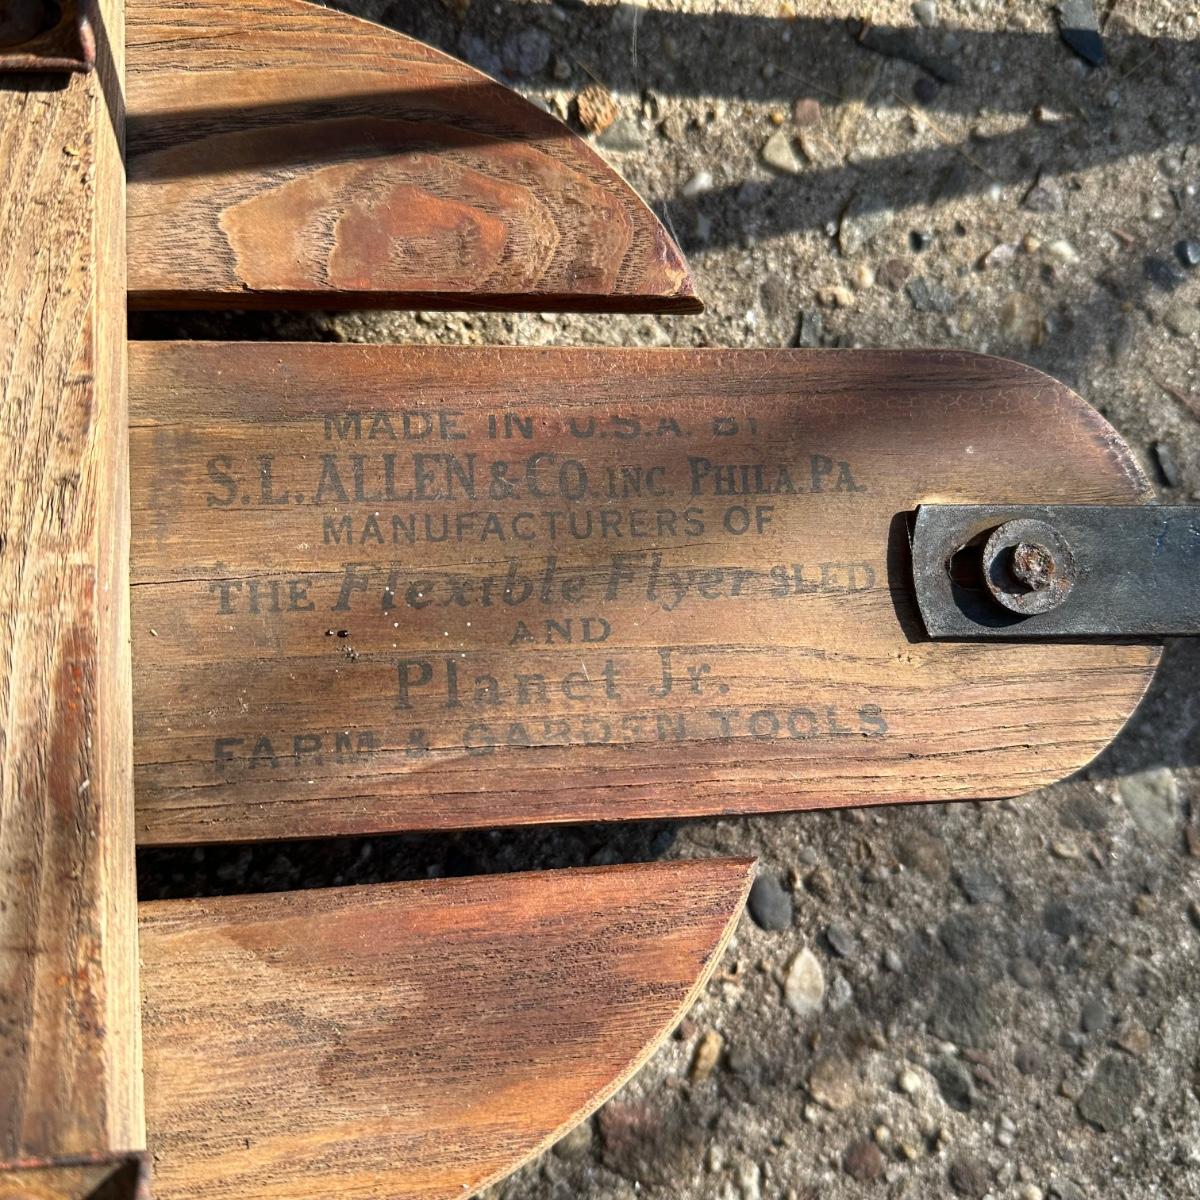 MADE IN U.S.A. BY
S.L. ALLEN & CO. INC. PHILA. PA.
MANUFACTURERS OF
THE Flexible Flyer SLED
AND
Planet Jr.
FARM & GARDEN TOOLS